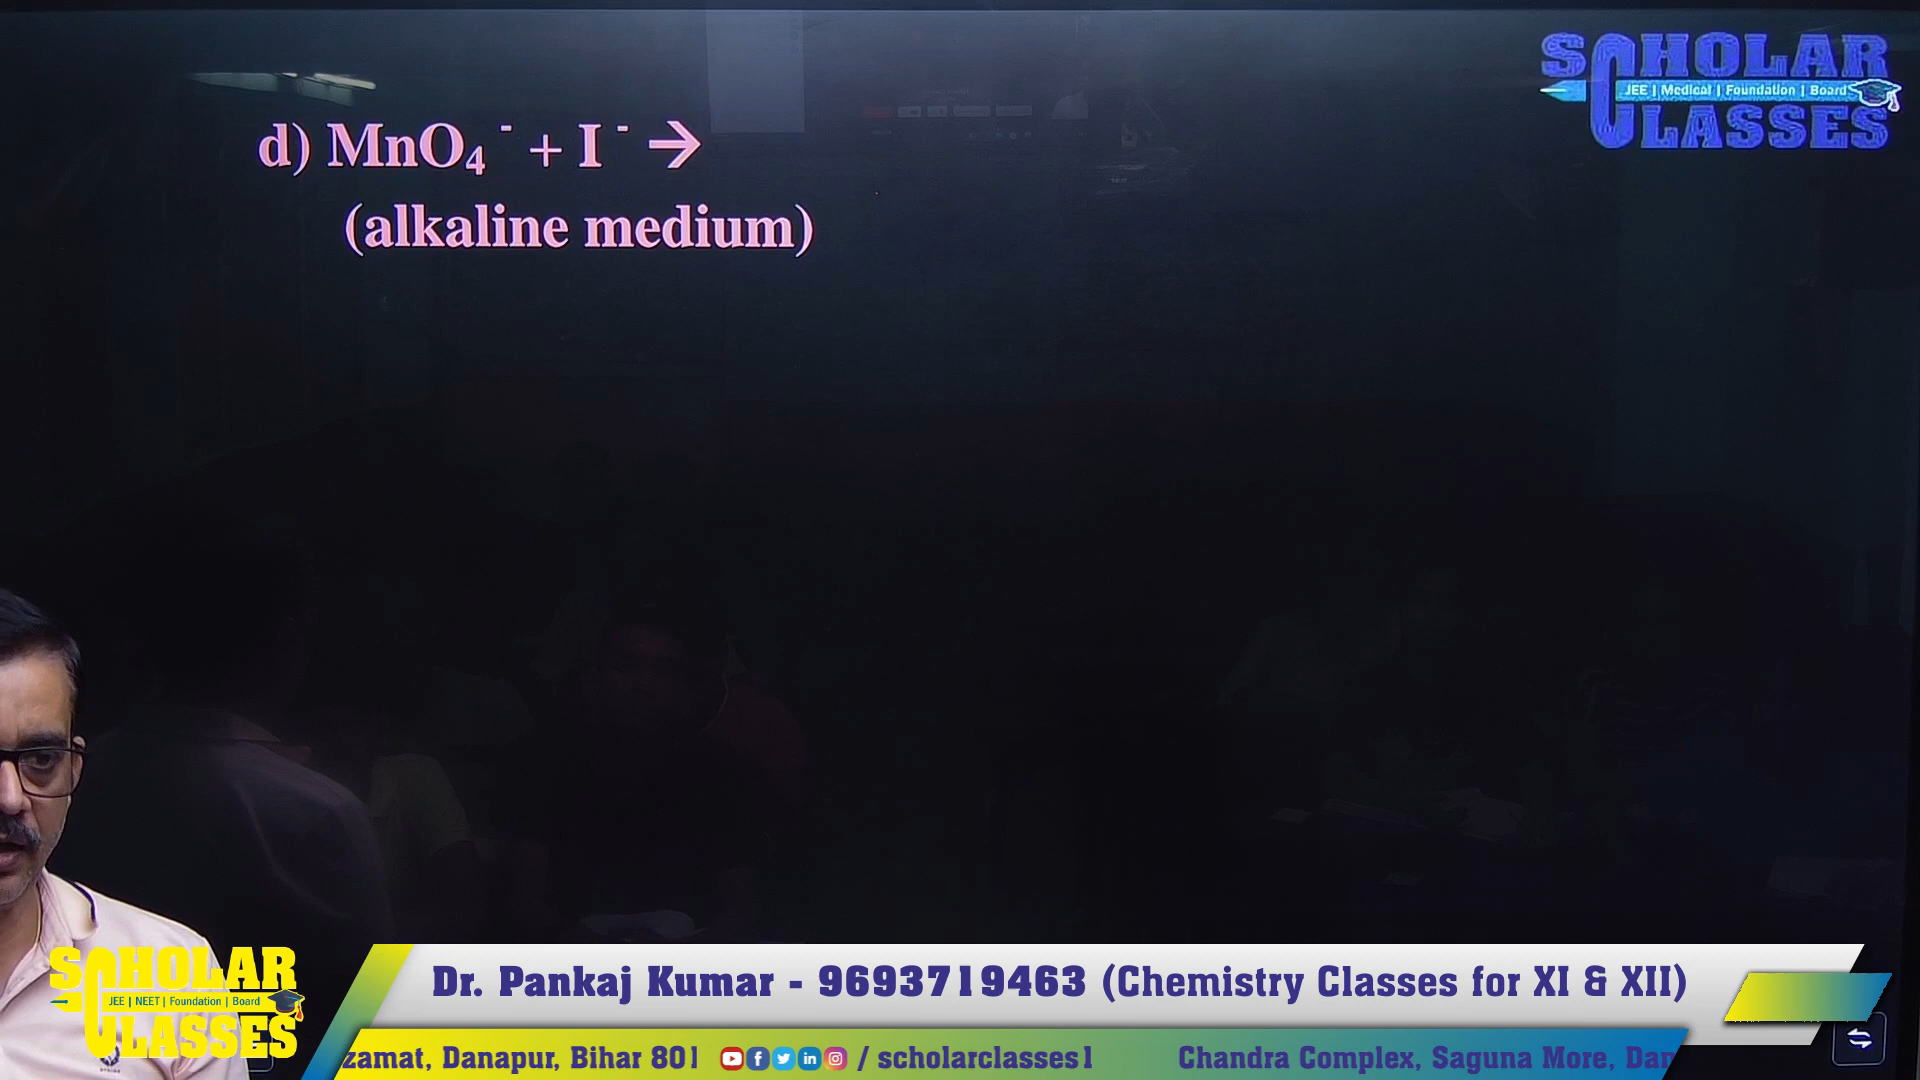 SCHOLAR
JEE | Medical | Foundation | Board
CLASSES
d) MnO₄⁻ + I⁻ →
(alkaline medium)
SCHOLAR
JEE | NEET | Foundation | Board
CLASSES
Dr. Pankaj Kumar - 9693719463 (Chemistry Classes for XI & XII)
zamat, Danapur, Bihar 801 / scholarclasses1 Chandra Complex, Saguna More, Dan